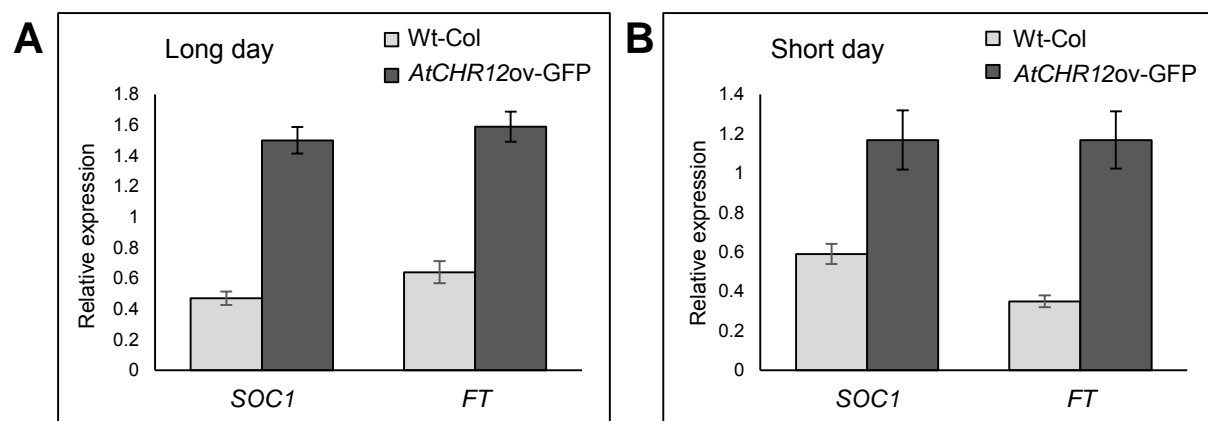 A
Long day
Wt-Col
AtCHR12ov-GFP
Relative expression
1.8
1.6
1.4
1.2
1
0.8
0.6
0.4
0.2
0
SOC1 FT
B
Short day
Wt-Col
AtCHR12ov-GFP
Relative expression
1.4
1.2
1
0.8
0.6
0.4
0.2
0
SOC1 FT